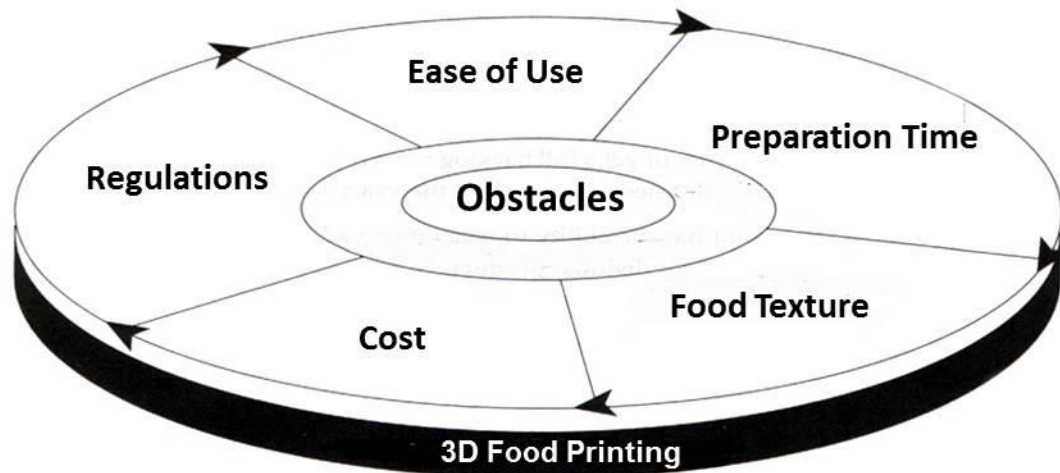 Ease of Use
Preparation Time
Regulations
Obstacles
Food Texture
Cost
3D Food Printing